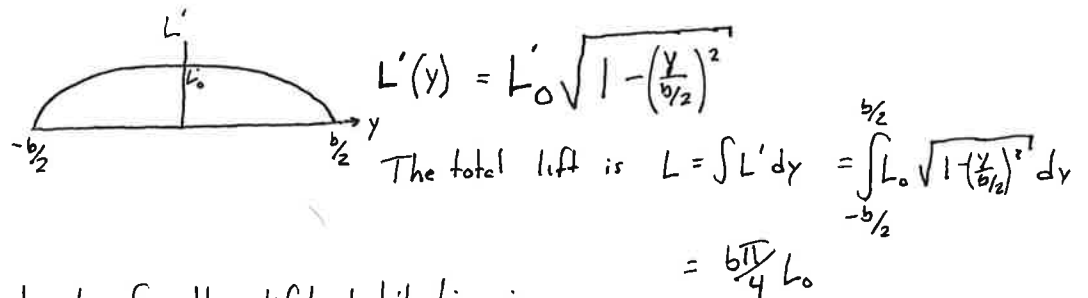 L'
L'₀
-b/2
b/2
y
L'(y) = L'₀ √(1 - (y/(b/2))²)
The total lift is L = ∫L'dy = ∫_{-b/2}^{b/2} L₀ √(1 - (y/(b/2))²) dy
= bπ/4 L₀